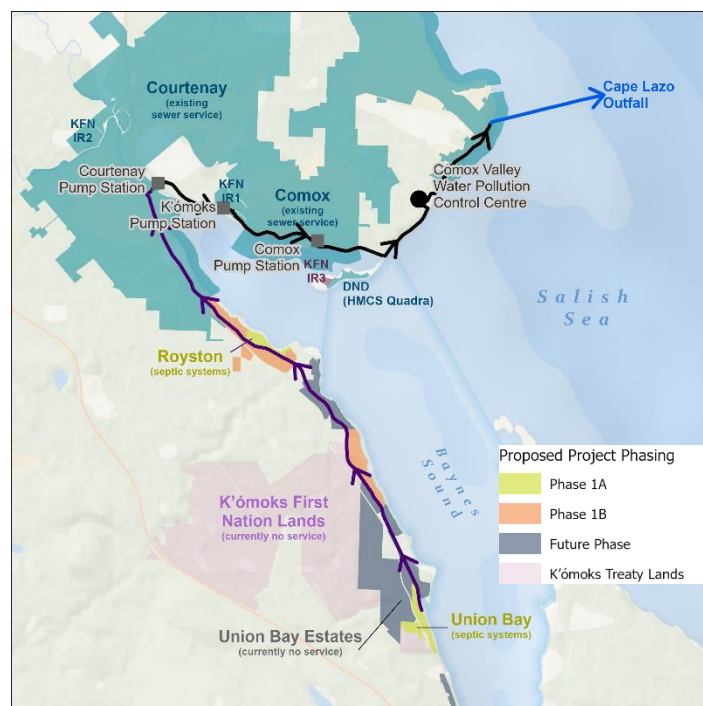 Courtenay
(existing
sewer service)
Cape Lazo
Outfall
KFN
IR2
Courtenay
Pump Station
KFN
IR1
K'ómoks
Pump Station
Comox
(existing
sewer service)
Comox Valley
Water Pollution
Control Centre
Comox
Pump Station
KFN
IR3
DND
(HMCS Quadra)
Salish
Sea
Royston
(septic systems)
Baynes
Sound
Proposed Project Phasing
Phase 1A
Phase 1B
Future Phase
K'ómoks Treaty Lands
K'ómoks First
Nation Lands
(currently no service)
Union Bay Estates
(currently no service)
Union Bay
(septic systems)